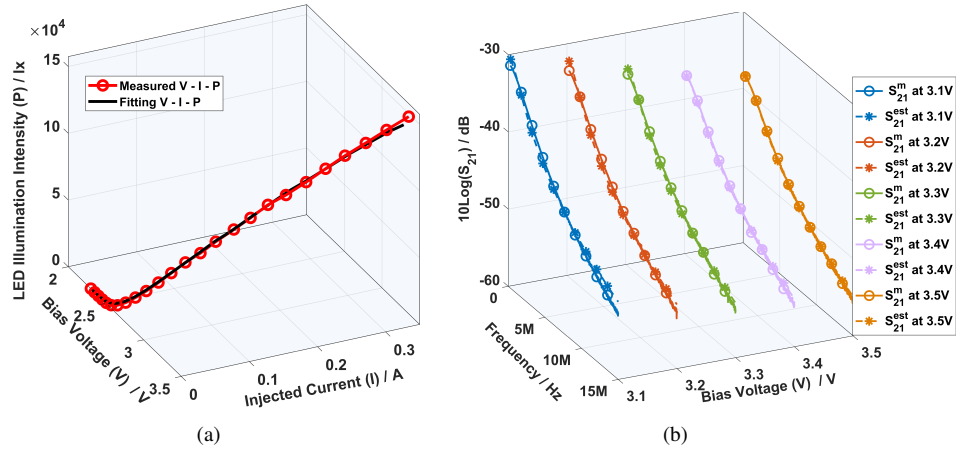 ×10⁴
15
10
5
0
LED Illumination Intensity (P) / lx
Measured V - I - P
Fitting V - I - P
2
2.5
3
3.5
Bias Voltage (V) / V
0
0.1
0.2
0.3
Injected Current (I) / A
(a)
-30
-40
-50
-60
10Log(S₂₁) / dB
0
5M
10M
15M
Frequency / Hz
3.1
3.2
3.3
3.4
3.5
Bias Voltage (V) / V
S₂₁ᵐ at 3.1V
S₂₁ᵉˢᵗ at 3.1V
S₂₁ᵐ at 3.2V
S₂₁ᵉˢᵗ at 3.2V
S₂₁ᵐ at 3.3V
S₂₁ᵉˢᵗ at 3.3V
S₂₁ᵐ at 3.4V
S₂₁ᵉˢᵗ at 3.4V
S₂₁ᵐ at 3.5V
S₂₁ᵉˢᵗ at 3.5V
(b)